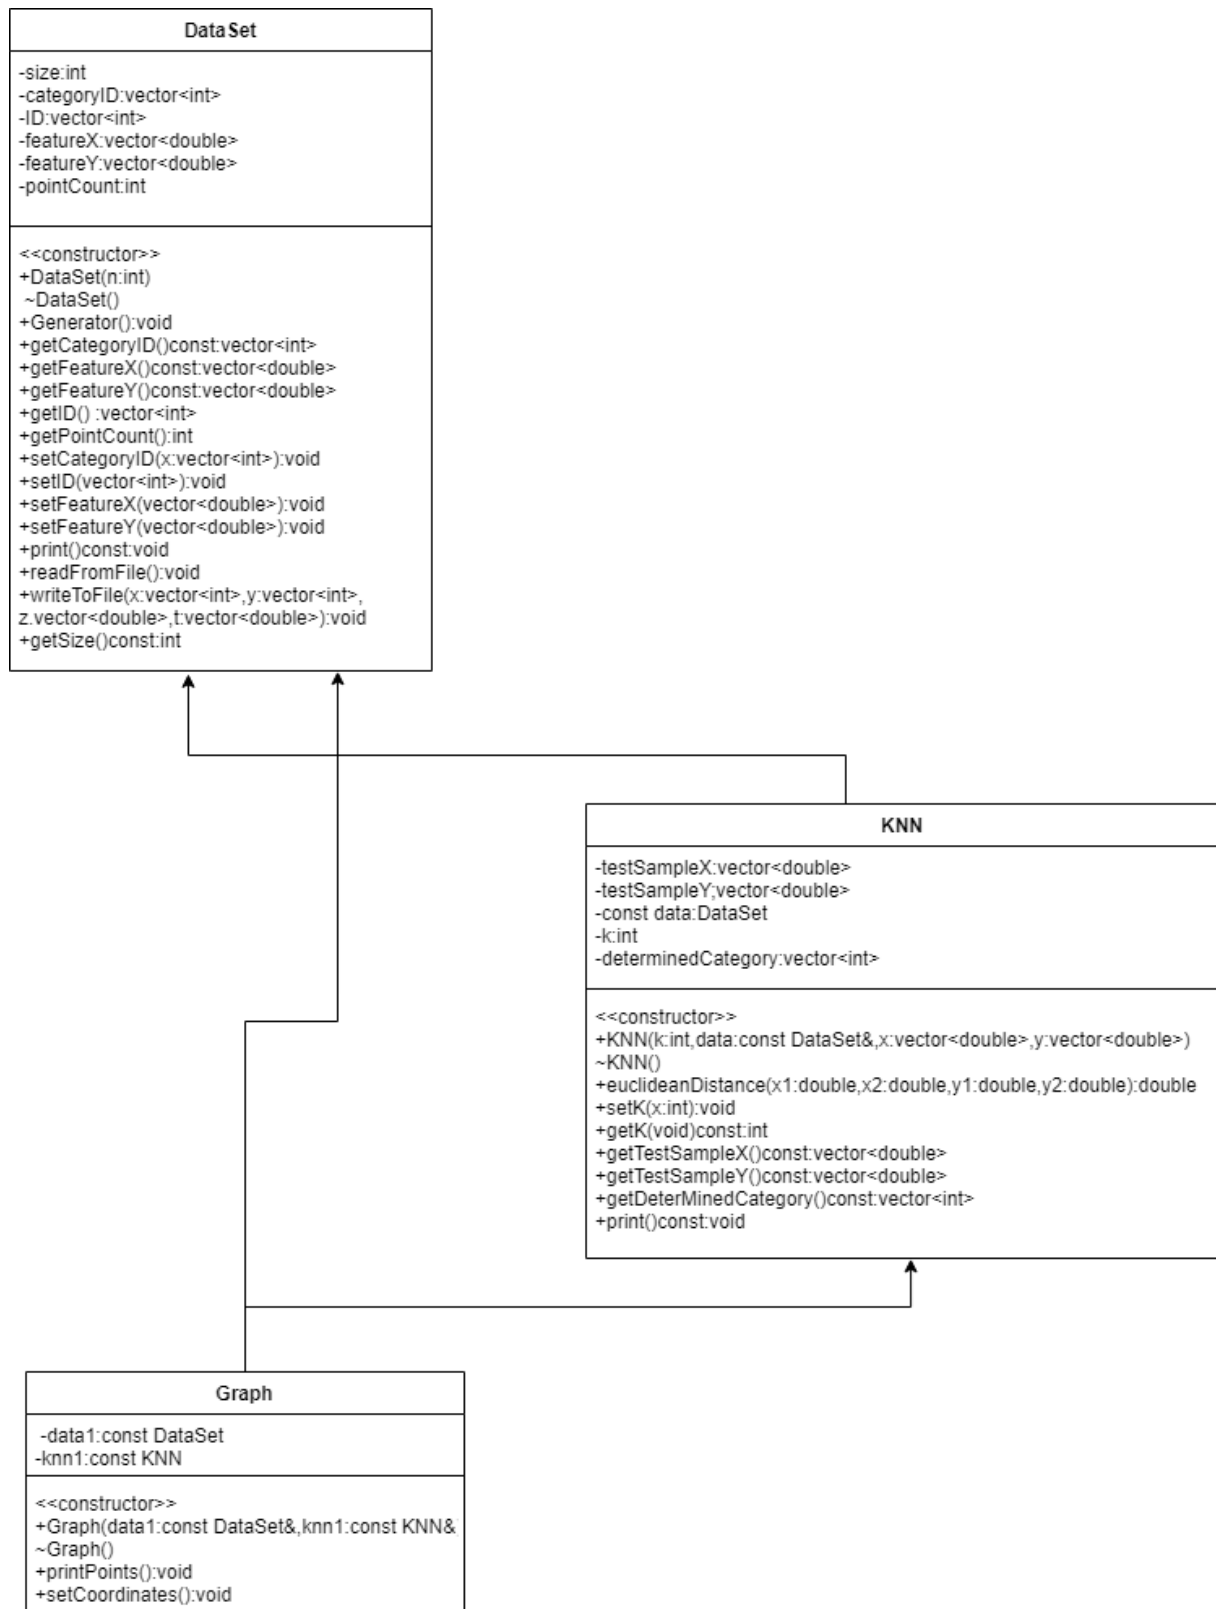 DataSet
-size:int
-categoryID:vector<int>
-ID:vector<int>
-featureX:vector<double>
-featureY:vector<double>
-pointCount:int
<<constructor>>
+DataSet(n:int)
~DataSet()
+Generator():void
+getCategoryID()const:vector<int>
+getFeatureX()const:vector<double>
+getFeatureY()const:vector<double>
+getID() :vector<int>
+getPointCount():int
+setCategoryID(x:vector<int>):void
+setID(vector<int>):void
+setFeatureX(vector<double>):void
+setFeatureY(vector<double>):void
+print()const:void
+readFromFile():void
+writeToFile(x:vector<int>,y:vector<int>,
z.vector<double>,t:vector<double>):void
+getSize()const:int
KNN
-testSampleX:vector<double>
-testSampleY;vector<double>
-const data:DataSet
-k:int
-determinedCategory:vector<int>
<<constructor>>
+KNN(k:int,data:const DataSet&,x:vector<double>,y:vector<double>)
~KNN()
+euclideanDistance(x1:double,x2:double,y1:double,y2:double):double
+setK(x:int):void
+getK(void)const:int
+getTestSampleX()const:vector<double>
+getTestSampleY()const:vector<double>
+getDeterMinedCategory()const:vector<int>
+print()const:void
Graph
-data1:const DataSet
-knn1:const KNN
<<constructor>>
+Graph(data1:const DataSet&,knn1:const KNN&
~Graph()
+printPoints():void
+setCoordinates():void